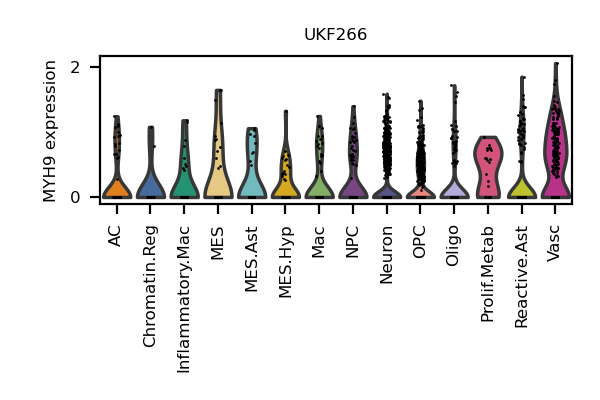 UKF266
MYH9 expression
2
0
AC
Chromatin.Reg
Inflammatory.Mac
MES
MES.Ast
MES.Hyp
Mac
NPC
Neuron
OPC
Oligo
Prolif.Metab
Reactive.Ast
Vasc